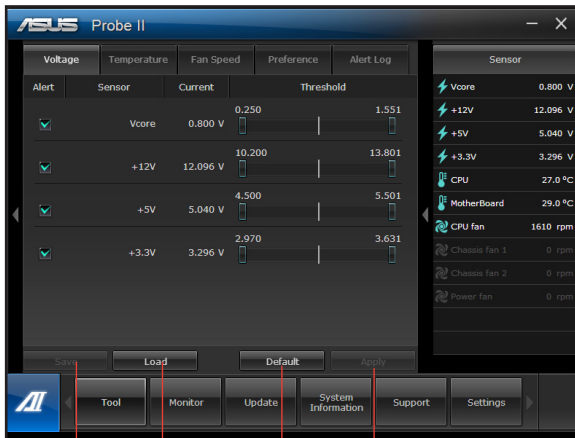 ASUS Probe II
Voltage Temperature Fan Speed Preference Alert Log Sensor
Alert Sensor Current Threshold
Vcore 0.800 V 0.250 1.551
+12V 12.096 V 10.200 13.801
+5V 5.040 V 4.500 5.501
+3.3V 3.296 V 2.970 3.631
Vcore 0.800 V
+12V 12.096 V
+5V 5.040 V
+3.3V 3.296 V
CPU 27.0 ºC
MotherBoard 29.0 ºC
CPU fan 1610 rpm
Chassis fan 1 0 rpm
Chassis fan 2 0 rpm
Power fan 0 rpm
Save Load Default Apply
AI Tool Monitor Update System Information Support Settings